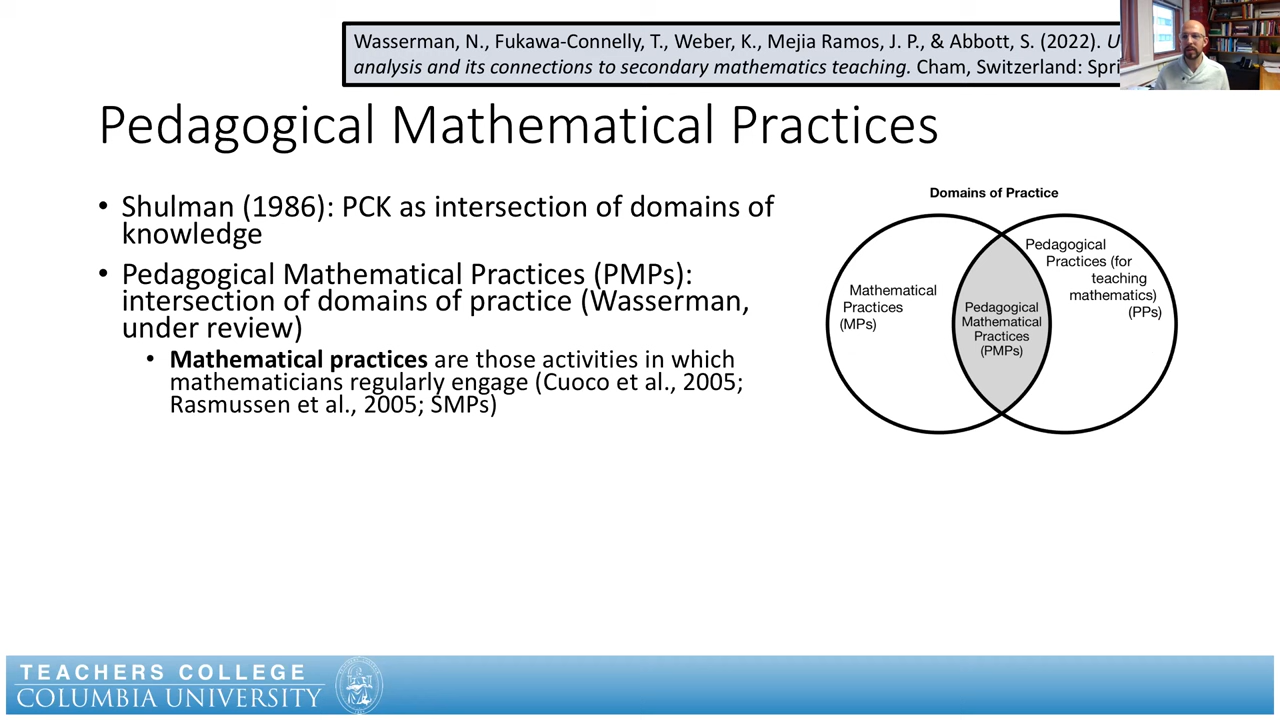 Wasserman, N., Fukawa-Connelly, T., Weber, K., Mejia Ramos, J. P., & Abbott, S. (2022).
analysis and its connections to secondary mathematics teaching. Cham, Switzerland:
Pedagogical Mathematical Practices
• Shulman (1986): PCK as intersection of domains of
knowledge
• Pedagogical Mathematical Practices (PMPs):
intersection of domains of practice (Wasserman,
under review)
• Mathematical practices are those activities in which
mathematicians regularly engage (Cuoco et al., 2005;
Rasmussen et al., 2005; SMPs)
Domains of Practice
Mathematical
Practices
(MPs)
Pedagogical
Mathematical
Practices
(PMPs)
Pedagogical
Practices (for
teaching
mathematics)
(PPs)
TEACHERS COLLEGE
COLUMBIA UNIVERSITY